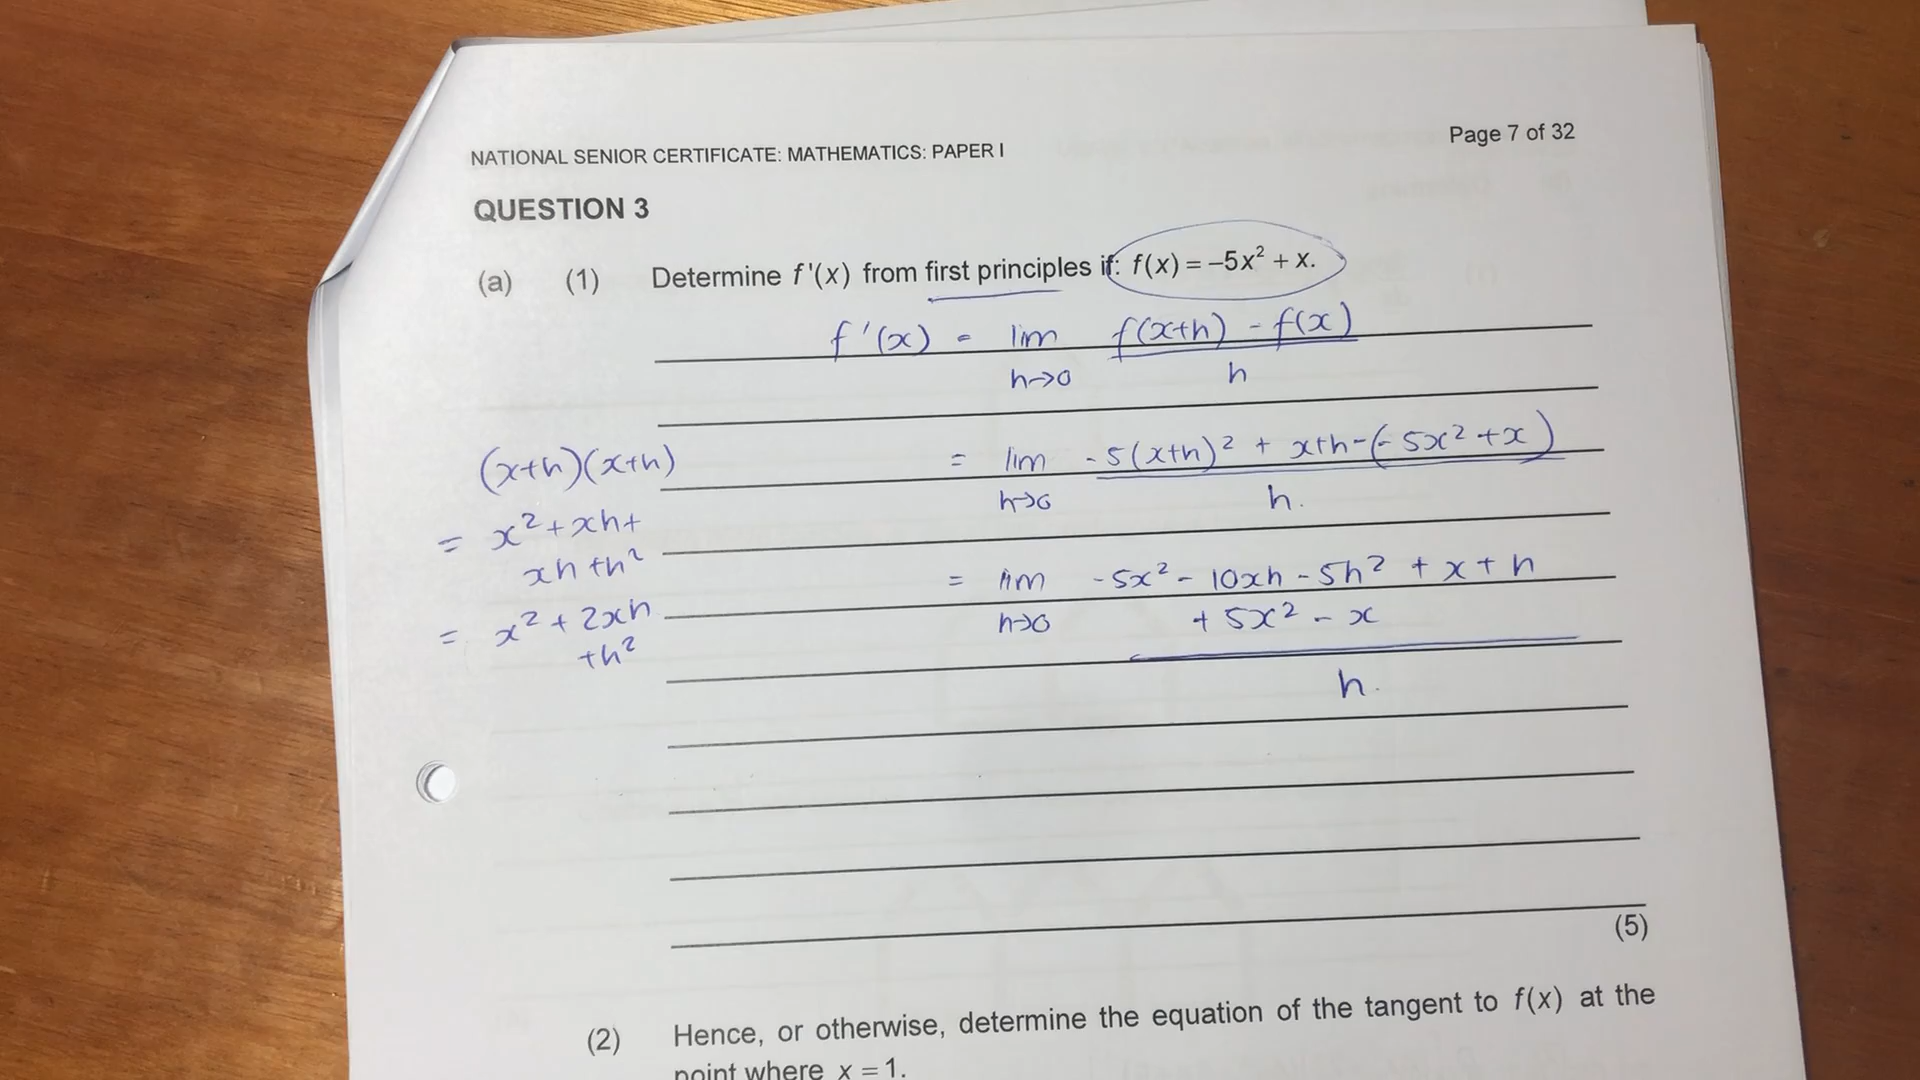 NATIONAL SENIOR CERTIFICATE: MATHEMATICS: PAPER I
Page 7 of 32
QUESTION 3
(a) (1) Determine f'(x) from first principles if: f(x) = –5x² + x.
f'(x) = lim f(x+h) - f(x)
h→0 h
(x+h)(x+h)
= lim -5(x+h)² + x+h-(-5x²+x)
h→0 h.
= x²+xh+
xh+h²
= lim -5x² - 10xh - 5h² + x + h
h→0 + 5x² - x
h.
= x² + 2xh
+h²
(5)
(2) Hence, or otherwise, determine the equation of the tangent to f(x) at the
point where x = 1.